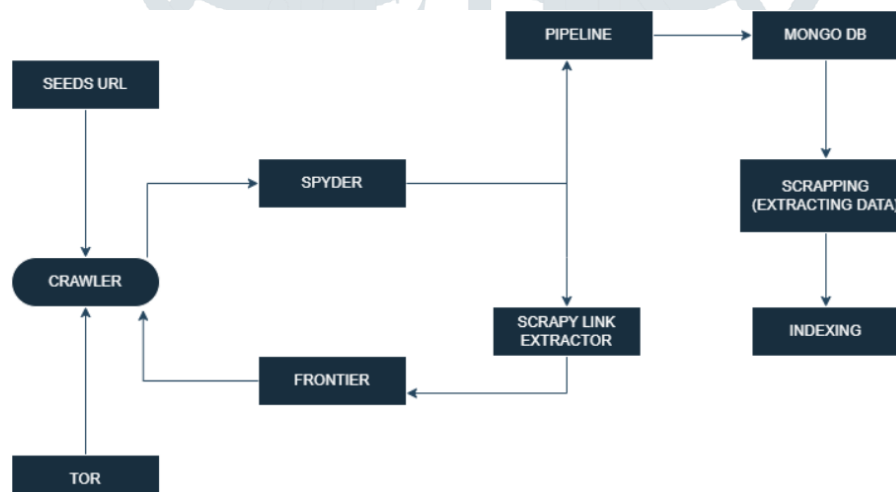 PIPELINE
MONGO DB
SEEDS URL
SPYDER
SCRAPPING
(EXTRACTING DATA)
CRAWLER
SCRAPY LINK
EXTRACTOR
INDEXING
FRONTIER
TOR